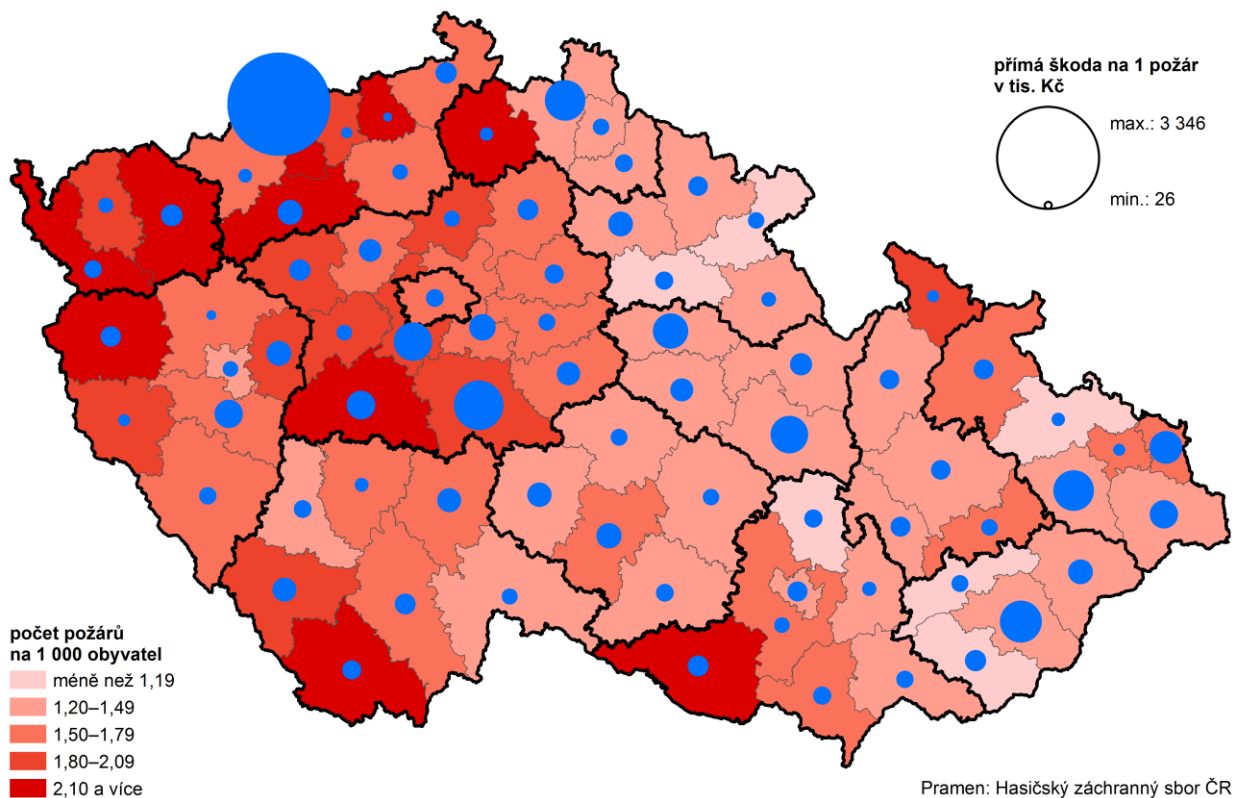 přímá škoda na 1 požár
v tis. Kč
max.: 3 346
min.: 26
počet požárů
na 1 000 obyvatel
méně než 1,19
1,20–1,49
1,50–1,79
1,80–2,09
2,10 a více
Pramen: Hasičský záchranný sbor ČR